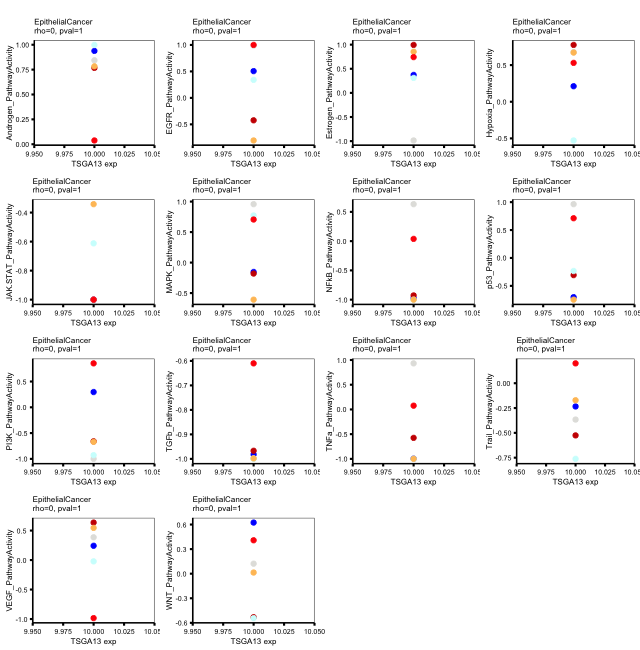 EpithelialCancer
rho=0, pval=1
Androgen_PathwayActivity
1.00
0.75
0.50
0.25
0.00
9.950 9.975 10.000 10.025 10.05
TSGA13 exp
EpithelialCancer
rho=0, pval=1
EGFR_PathwayActivity
1.0
0.5
0.0
-0.5
9.950 9.975 10.000 10.025 10.05
TSGA13 exp
EpithelialCancer
rho=0, pval=1
Estrogen_PathwayActivity
1.0
0.5
0.0
-0.5
-1.0
9.950 9.975 10.000 10.025 10.05
TSGA13 exp
EpithelialCancer
rho=0, pval=1
Hypoxia_PathwayActivity
0.5
0.0
-0.5
9.950 9.975 10.000 10.025 10.05
TSGA13 exp
EpithelialCancer
rho=0, pval=1
JAK.STAT_PathwayActivity
-0.4
-0.6
-0.8
-1.0
9.950 9.975 10.000 10.025 10.05
TSGA13 exp
EpithelialCancer
rho=0, pval=1
MAPK_PathwayActivity
1.0
0.5
0.0
-0.5
9.950 9.975 10.000 10.025 10.05
TSGA13 exp
EpithelialCancer
rho=0, pval=1
NFkB_PathwayActivity
0.5
0.0
-0.5
-1.0
9.950 9.975 10.000 10.025 10.05
TSGA13 exp
EpithelialCancer
rho=0, pval=1
p53_PathwayActivity
1.0
0.5
0.0
-0.5
9.950 9.975 10.000 10.025 10.05
TSGA13 exp
EpithelialCancer
rho=0, pval=1
PI3K_PathwayActivity
0.5
0.0
-0.5
-1.0
9.950 9.975 10.000 10.025 10.05
TSGA13 exp
EpithelialCancer
rho=0, pval=1
TGFb_PathwayActivity
-0.6
-0.7
-0.8
-0.9
-1.0
9.950 9.975 10.000 10.025 10.05
TSGA13 exp
EpithelialCancer
rho=0, pval=1
TNFa_PathwayActivity
1.0
0.5
0.0
-0.5
-1.0
9.950 9.975 10.000 10.025 10.05
TSGA13 exp
EpithelialCancer
rho=0, pval=1
Trail_PathwayActivity
0.00
-0.25
-0.50
-0.75
9.950 9.975 10.000 10.025 10.05
TSGA13 exp
EpithelialCancer
rho=0, pval=1
VEGF_PathwayActivity
0.5
0.0
-0.5
-1.0
9.950 9.975 10.000 10.025 10.05
TSGA13 exp
EpithelialCancer
rho=0, pval=1
WNT_PathwayActivity
0.6
0.3
0.0
-0.3
-0.6
9.950 9.975 10.000 10.025 10.050
TSGA13 exp